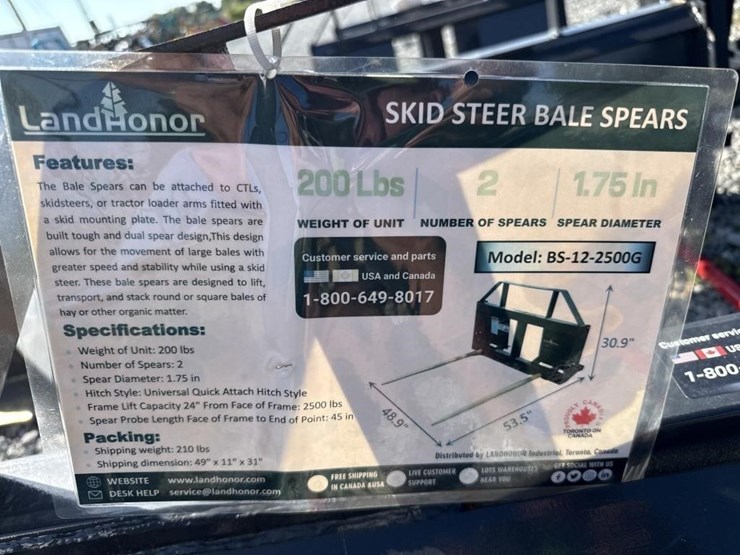 LandHonor
SKID STEER BALE SPEARS
Features:
The Bale Spears can be attached to CTLs,
skidsteers, or tractor loader arms fitted with
a skid mounting plate. The bale spears are
built tough and dual spear design,This design
allows for the movement of large bales with
greater speed and stability while using a skid
steer. These bale spears are designed to lift,
transport, and stack round or square bales of
hay or other organic matter.
200 Lbs
2
1.75 In
WEIGHT OF UNIT
NUMBER OF SPEARS
SPEAR DIAMETER
Customer service and parts
USA and Canada
1-800-649-8017
Model: BS-12-2500G
30.9"
48.9"
53.5"
Specifications:
Weight of Unit: 200 lbs
Number of Spears: 2
Spear Diameter: 1.75 in
Hitch Style: Universal Quick Attach Hitch Style
Frame Lift Capacity 24" From Face of Frame: 2500 lbs
Spear Probe Length Face of Frame to End of Point: 45 in
Packing:
Shipping weight: 210 lbs
Shipping dimension: 49" x 11" x 31"
TORONTO ON
CANADA
Distributed by LANDHONOR Industrial, Toronto, Canada
WEBSITE www.landhonor.com
DESK HELP service@landhonor.com
FREE SHIPPING
IN CANADA &USA
LIVE CUSTOMER
SUPPORT
LOTS WAREHOUSES
NEAR YOU
GET SOCIAL WITH US
Customer servic
US
1-800